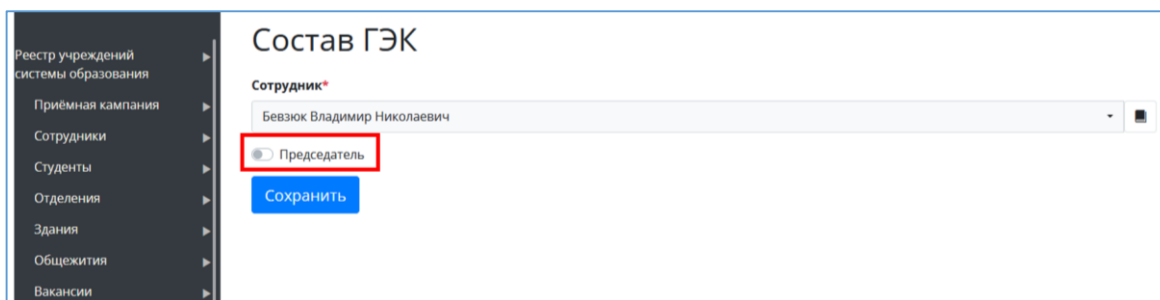 Реестр учреждений
системы образования
Приёмная кампания
Сотрудники
Студенты
Отделения
Здания
Общежития
Вакансии
Состав ГЭК
Сотрудник*
Бевзюк Владимир Николаевич
Председатель
Сохранить